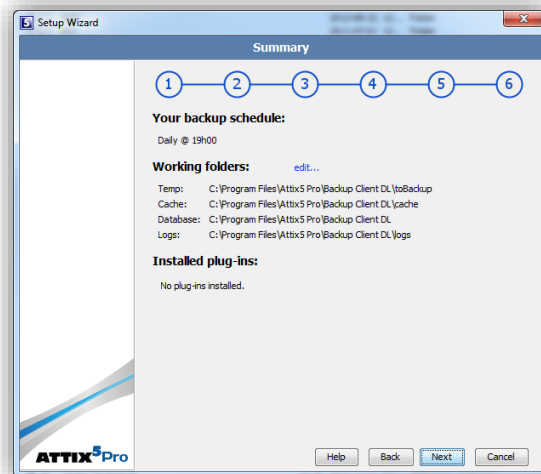 Setup Wizard
Summary
1 2 3 4 5 6
Your backup schedule:
Daily @ 19h00
Working folders: edit...
Temp: C:\Program Files\Attix5 Pro\Backup Client DL\toBackup
Cache: C:\Program Files\Attix5 Pro\Backup Client DL\cache
Database: C:\Program Files\Attix5 Pro\Backup Client DL
Logs: C:\Program Files\Attix5 Pro\Backup Client DL\logs
Installed plug-ins:
No plug-ins installed.
ATTIX5Pro
Help Back Next Cancel